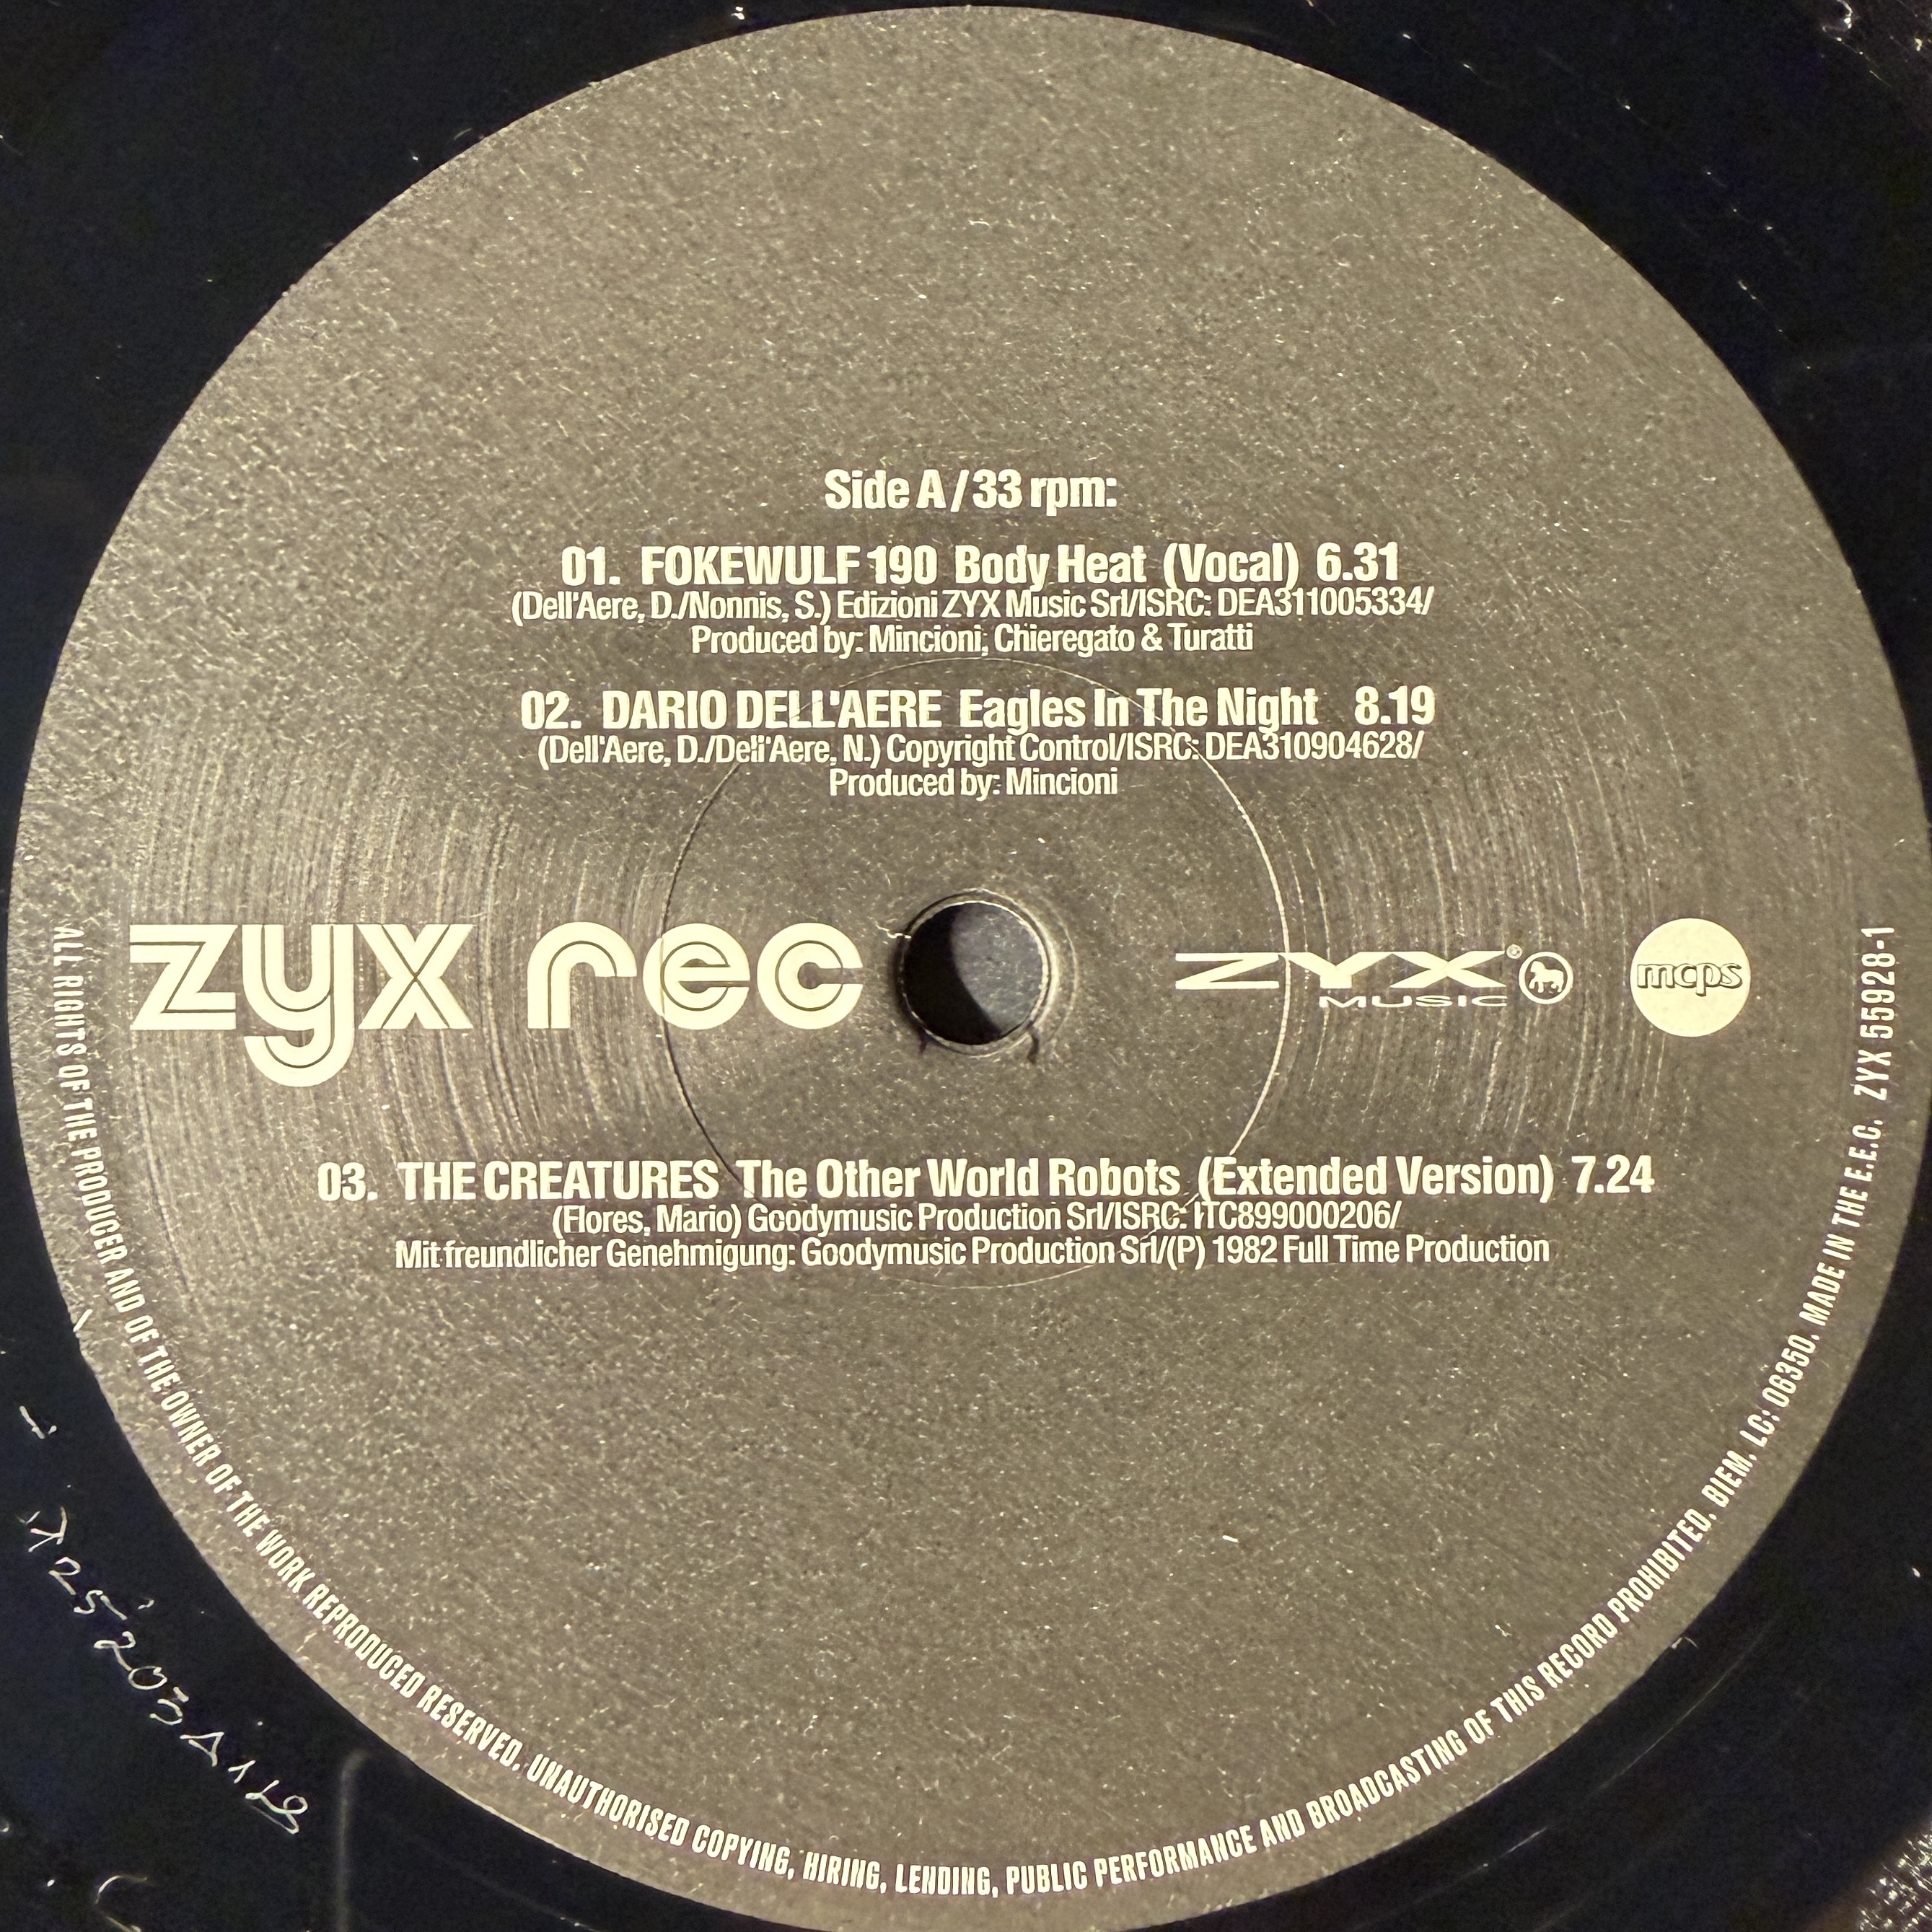 Side A / 33 rpm:
01. FOKEWULF 190 Body Heat (Vocal) 6.31
(Dell'Aere, D./Nonnis, S.) Edizioni ZYX Music Srl/ISRC: DEA311005334/
Produced by: Mincioni, Chieregato & Turatti
02. DARIO DELL'AERE Eagles In The Night 8.19
(Dell'Aere, D./Dell'Aere, N.) Copyright Control/ISRC: DEA310904628/
Produced by: Mincioni
zyx rec
ZYX®
MUSIC
mcps
03. THE CREATURES The Other World Robots (Extended Version) 7.24
(Flores, Mario) Goodymusic Production Srl/ISRC: ITC899000206/
Mit freundlicher Genehmigung: Goodymusic Production Srl/(P) 1982 Full Time Production
ALL RIGHTS OF THE PRODUCER AND OF THE OWNER OF THE WORK REPRODUCED RESERVED. UNAUTHORISED COPYING, HIRING, LENDING, PUBLIC PERFORMANCE AND BROADCASTING OF THIS RECORD PROHIBITED. BIEM. LC: 06350. MADE IN THE E.E.C. ZYX 55928-1